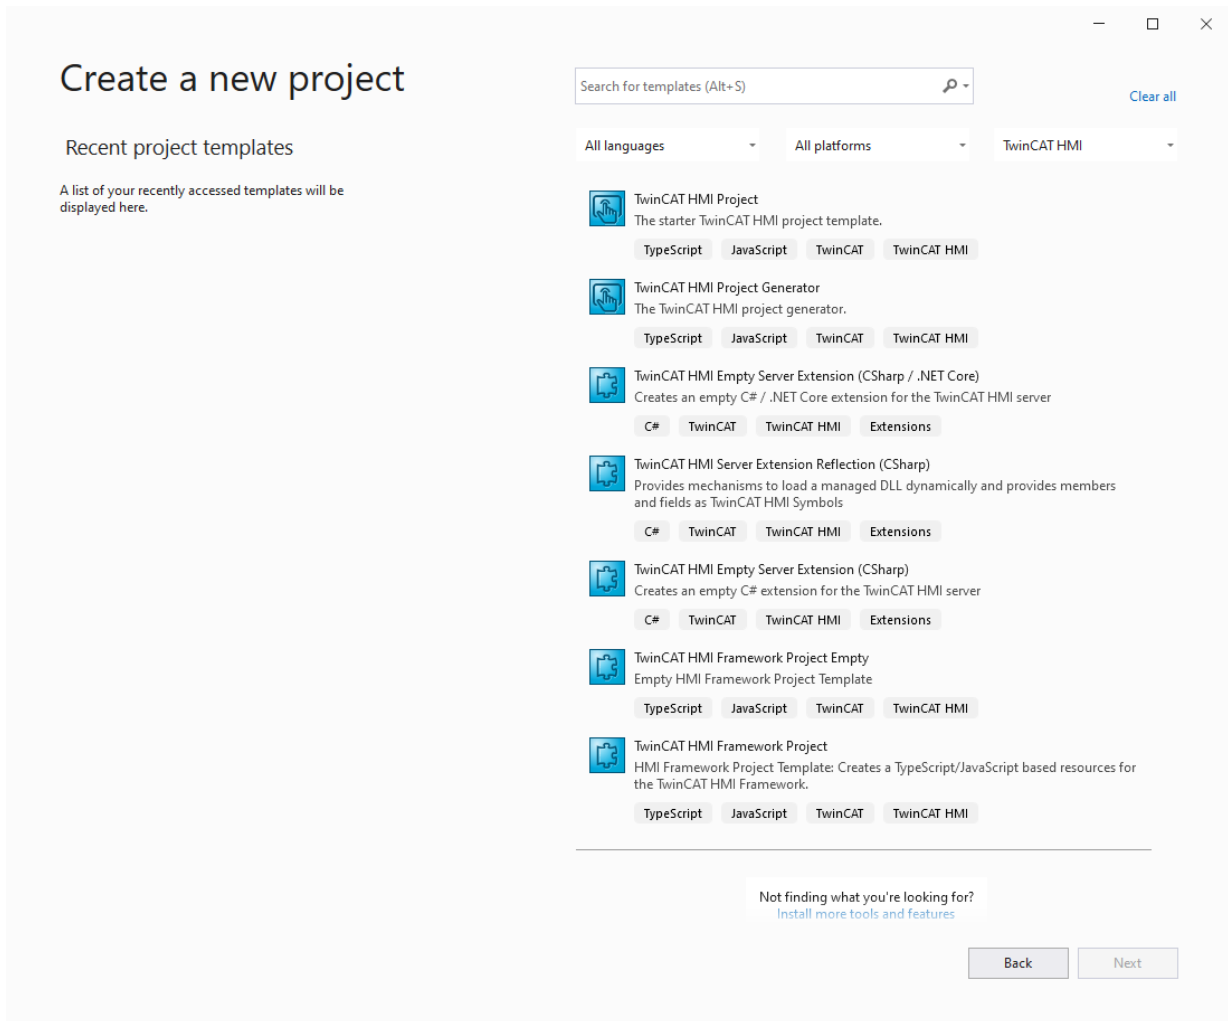 Create a new project
Search for templates (Alt+S)
Clear all
Recent project templates
All languages
All platforms
TwinCAT HMI
A list of your recently accessed templates will be
displayed here.
TwinCAT HMI Project
The starter TwinCAT HMI project template.
TypeScript JavaScript TwinCAT TwinCAT HMI
TwinCAT HMI Project Generator
The TwinCAT HMI project generator.
TypeScript JavaScript TwinCAT TwinCAT HMI
TwinCAT HMI Empty Server Extension (CSharp / .NET Core)
Creates an empty C# / .NET Core extension for the TwinCAT HMI server
C# TwinCAT TwinCAT HMI Extensions
TwinCAT HMI Server Extension Reflection (CSharp)
Provides mechanisms to load a managed DLL dynamically and provides members
and fields as TwinCAT HMI Symbols
C# TwinCAT TwinCAT HMI Extensions
TwinCAT HMI Empty Server Extension (CSharp)
Creates an empty C# extension for the TwinCAT HMI server
C# TwinCAT TwinCAT HMI Extensions
TwinCAT HMI Framework Project Empty
Empty HMI Framework Project Template
TypeScript JavaScript TwinCAT TwinCAT HMI
TwinCAT HMI Framework Project
HMI Framework Project Template: Creates a TypeScript/JavaScript based resources for
the TwinCAT HMI Framework.
TypeScript JavaScript TwinCAT TwinCAT HMI
Not finding what you're looking for?
Install more tools and features
Back
Next